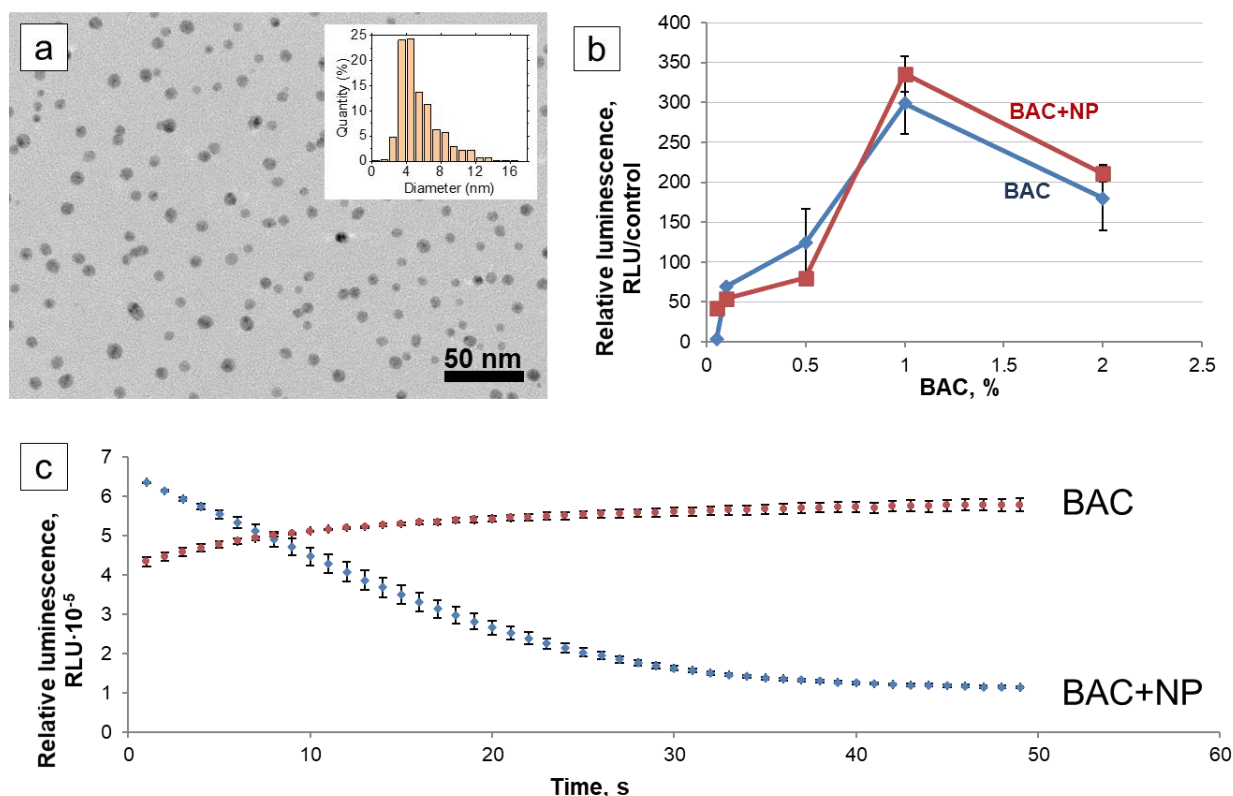 a
25
20
15
10
5
0
Quantity (%)
0 4 8 12 16
Diameter (nm)
50 nm
b
400
350
300
250
200
150
100
50
0
Relative luminescence,
RLU/control
BAC+NP
BAC
0 0.5 1 1.5 2 2.5
BAC, %
c
7
6
5
4
3
2
1
0
Relative luminescence,
RLU·10⁻⁵
BAC
BAC+NP
0 10 20 30 40 50 60
Time, s